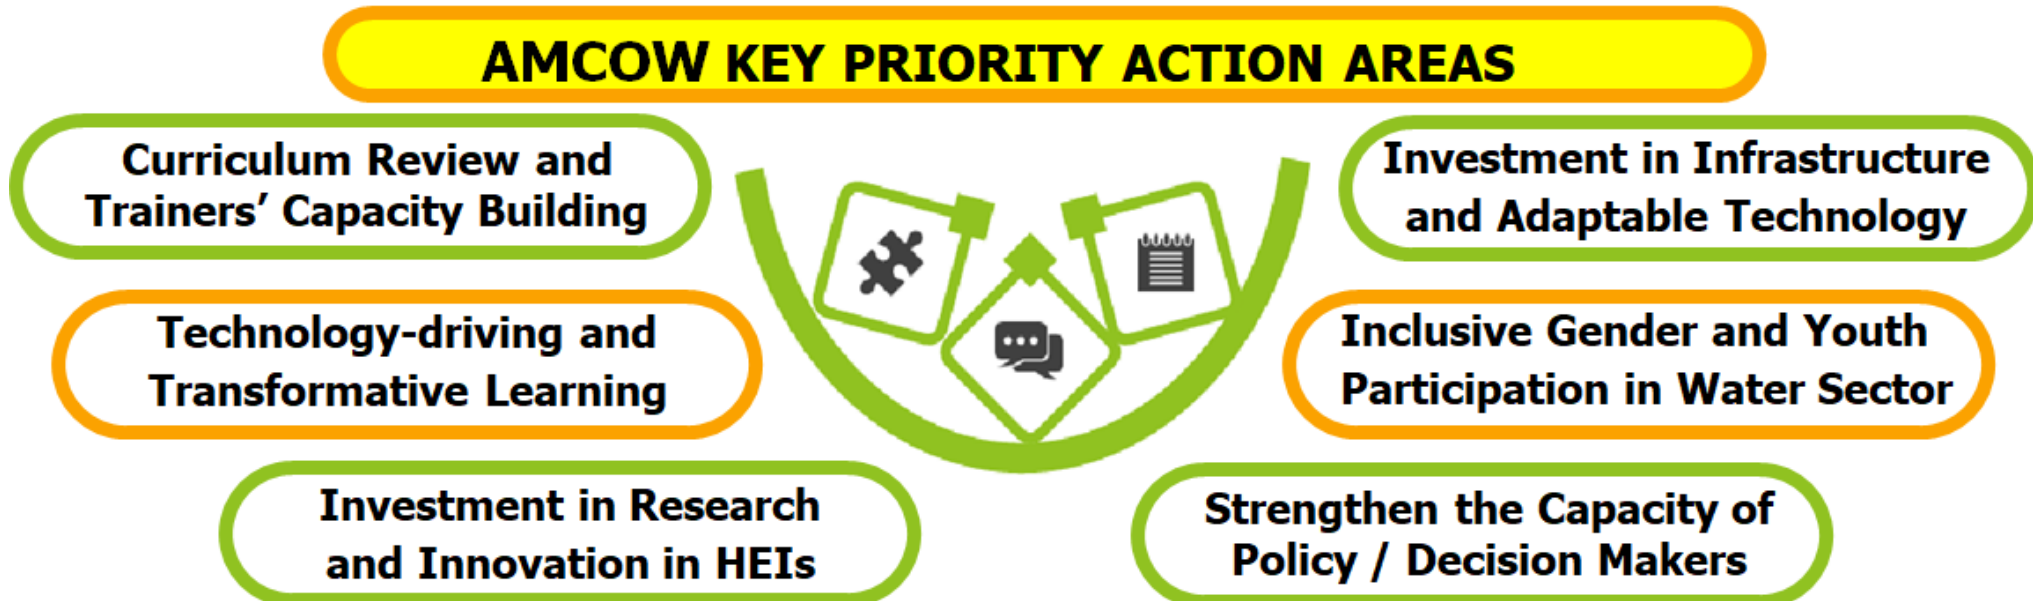 AMCOW KEY PRIORITY ACTION AREAS
Curriculum Review and
Trainers’ Capacity Building
Technology-driving and
Transformative Learning
Investment in Research
and Innovation in HEIs
Investment in Infrastructure
and Adaptable Technology
Inclusive Gender and Youth
Participation in Water Sector
Strengthen the Capacity of
Policy / Decision Makers